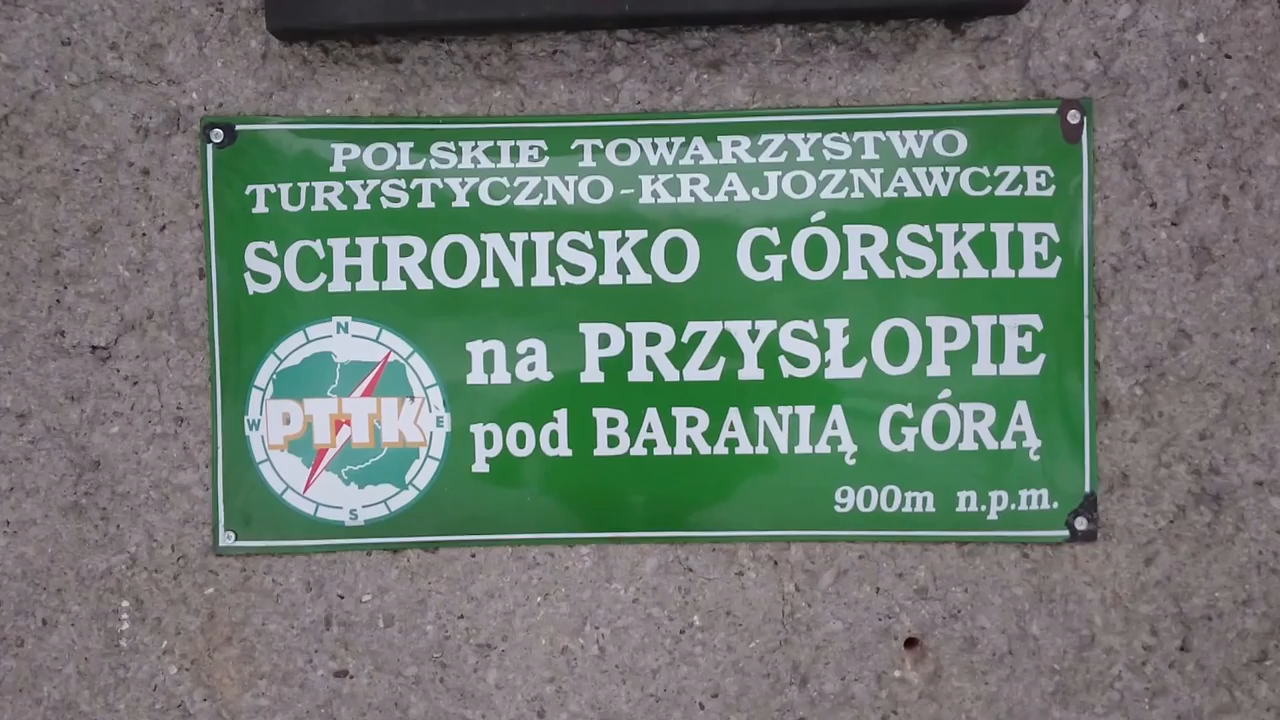 POLSKIE TOWARZYSTWO
TURYSTYCZNO-KRAJOZNAWCZE
SCHRONISKO GÓRSKIE
na PRZYSŁOPIE
pod BARANIĄ GÓRĄ
900m n.p.m.
N
W PTTK E
S